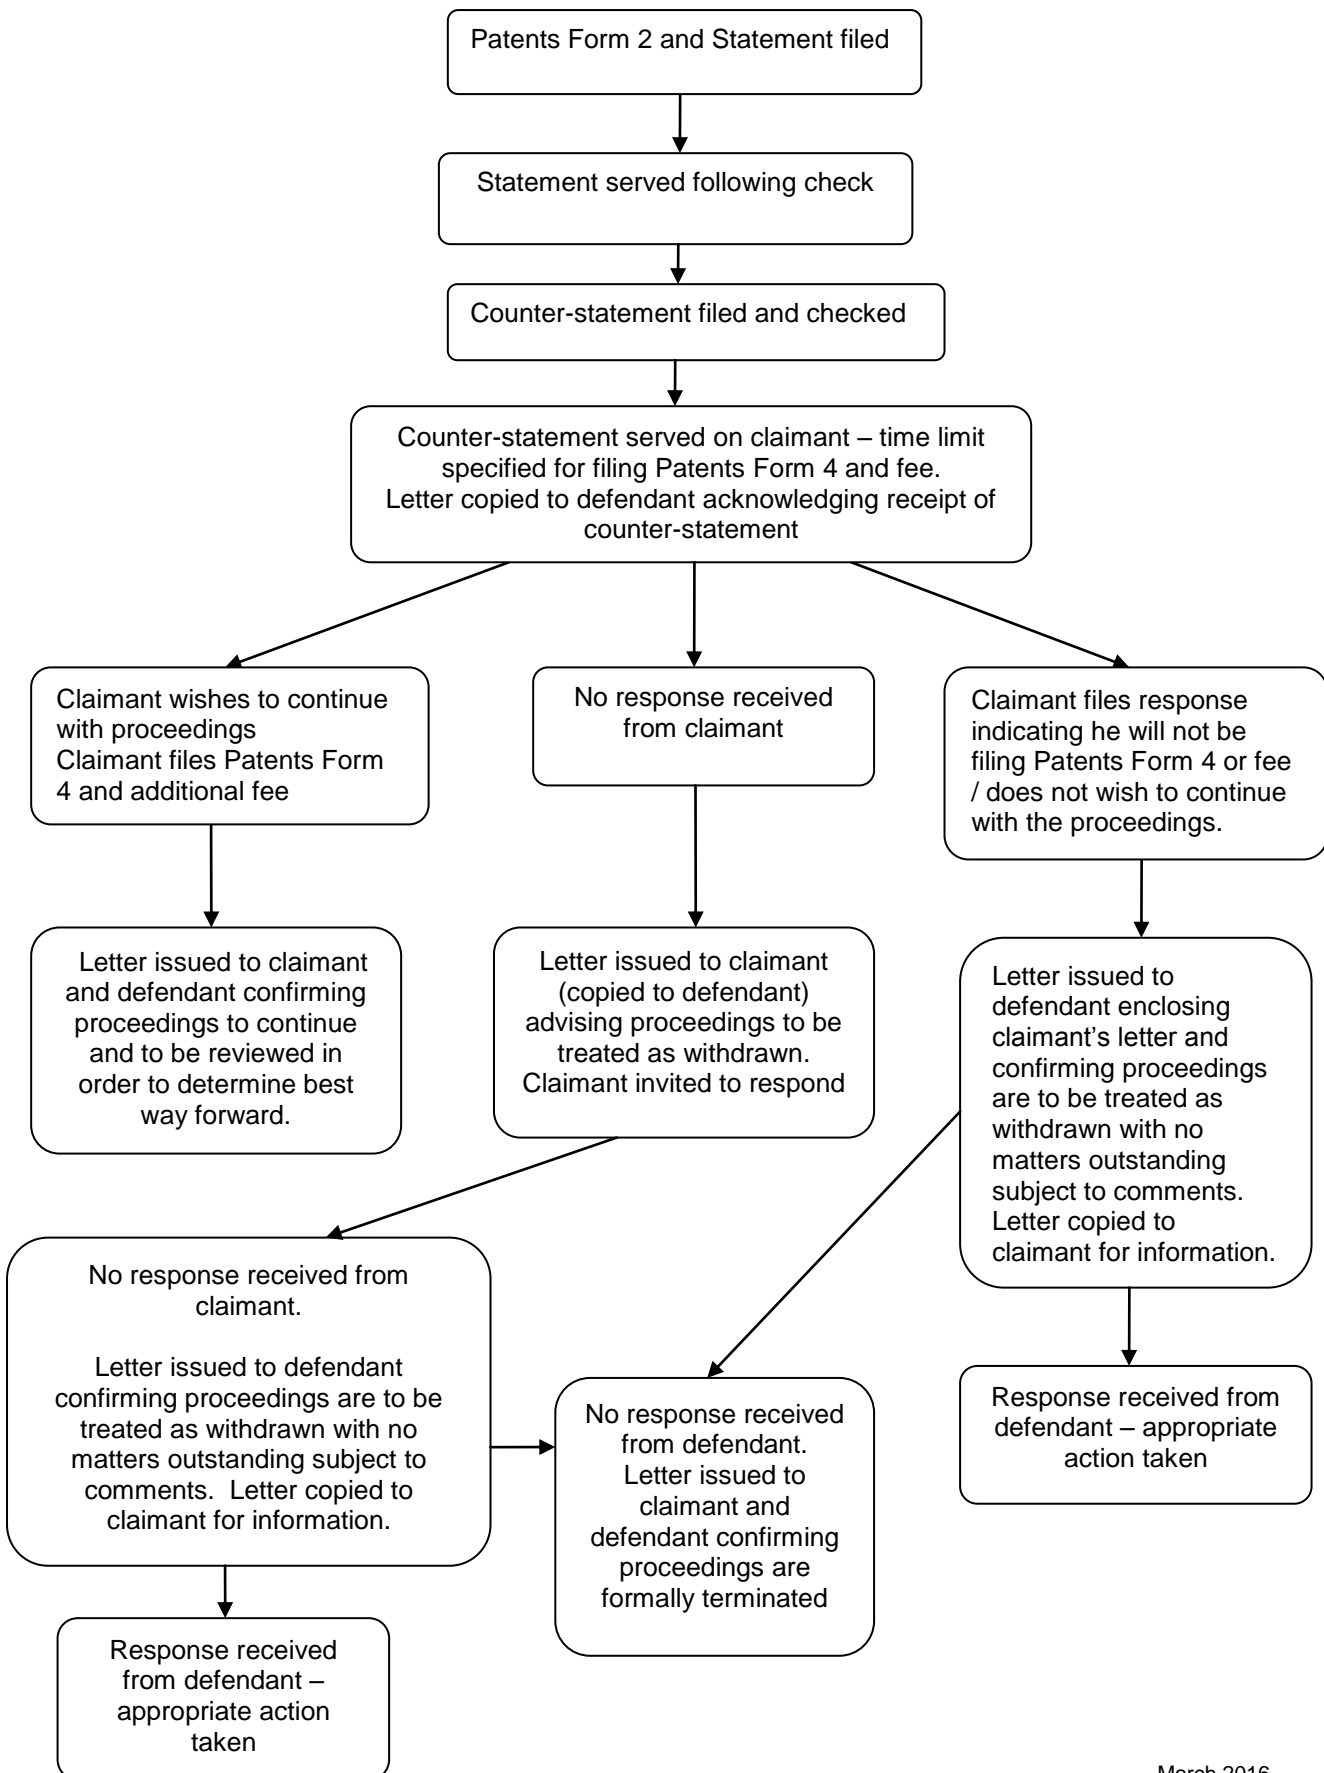 Patents Form 2 and Statement filed
Statement served following check
Counter-statement filed and checked
Counter-statement served on claimant – time limit
specified for filing Patents Form 4 and fee.
Letter copied to defendant acknowledging receipt of
counter-statement
Claimant wishes to continue
with proceedings
Claimant files Patents Form
4 and additional fee
No response received
from claimant
Claimant files response
indicating he will not be
filing Patents Form 4 or fee
/ does not wish to continue
with the proceedings.
Letter issued to claimant
and defendant confirming
proceedings to continue
and to be reviewed in
order to determine best
way forward.
Letter issued to claimant
(copied to defendant)
advising proceedings to be
treated as withdrawn.
Claimant invited to respond
Letter issued to
defendant enclosing
claimant’s letter and
confirming proceedings
are to be treated as
withdrawn with no
matters outstanding
subject to comments.
Letter copied to
claimant for information.
No response received from
claimant.
Letter issued to defendant
confirming proceedings are to be
treated as withdrawn with no
matters outstanding subject to
comments.  Letter copied to
claimant for information.
No response received
from defendant.
Letter issued to
claimant and
defendant confirming
proceedings are
formally terminated
Response received from
defendant – appropriate
action taken
Response received
from defendant –
appropriate action
taken
March 2016